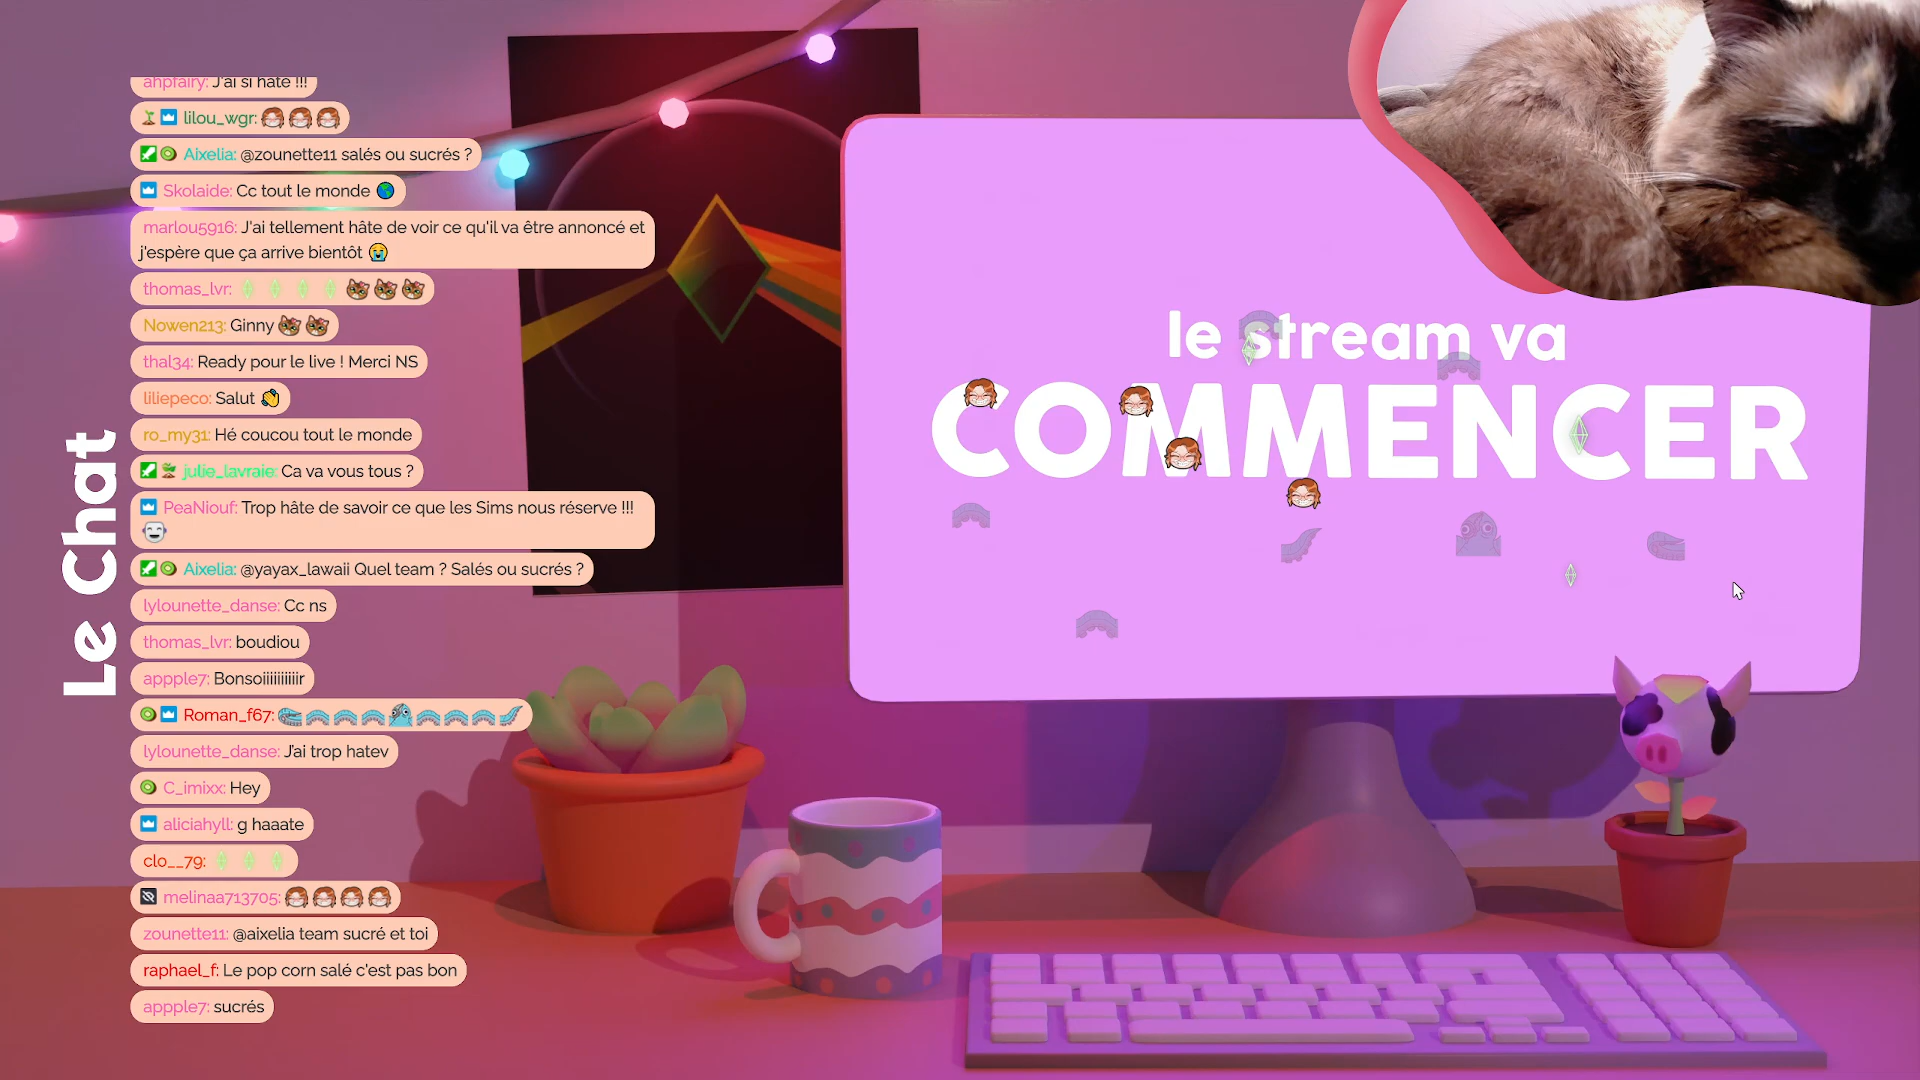 Le Chat
ahpfairy: J'ai si hate !!!
lilou_wgr:
Aixelia: @zounette11 salés ou sucrés ?
Skolaide: Cc tout le monde
marlou5916: J'ai tellement hâte de voir ce qu'il va être annoncé et
j'espère que ça arrive bientôt
thomas_lvr:
Nowen213: Ginny
thal34: Ready pour le live ! Merci NS
liliepeco: Salut
ro_my31: Hé coucou tout le monde
julie_lavraie: Ca va vous tous ?
PeaNiouf: Trop hâte de savoir ce que les Sims nous réserve !!!
Aixelia: @yayax_lawaii Quel team ? Salés ou sucrés ?
lylounette_danse: Cc ns
thomas_lvr: boudiou
appple7: Bonsoiiiiiiiiiir
Roman_f67:
lylounette_danse: J'ai trop hatev
C_imixx: Hey
aliciahyll: g haaate
clo__79:
melinaa713705:
zounette11: @aixelia team sucré et toi
raphael_f: Le pop corn salé c'est pas bon
appple7: sucrés
le stream va
COMMENCER